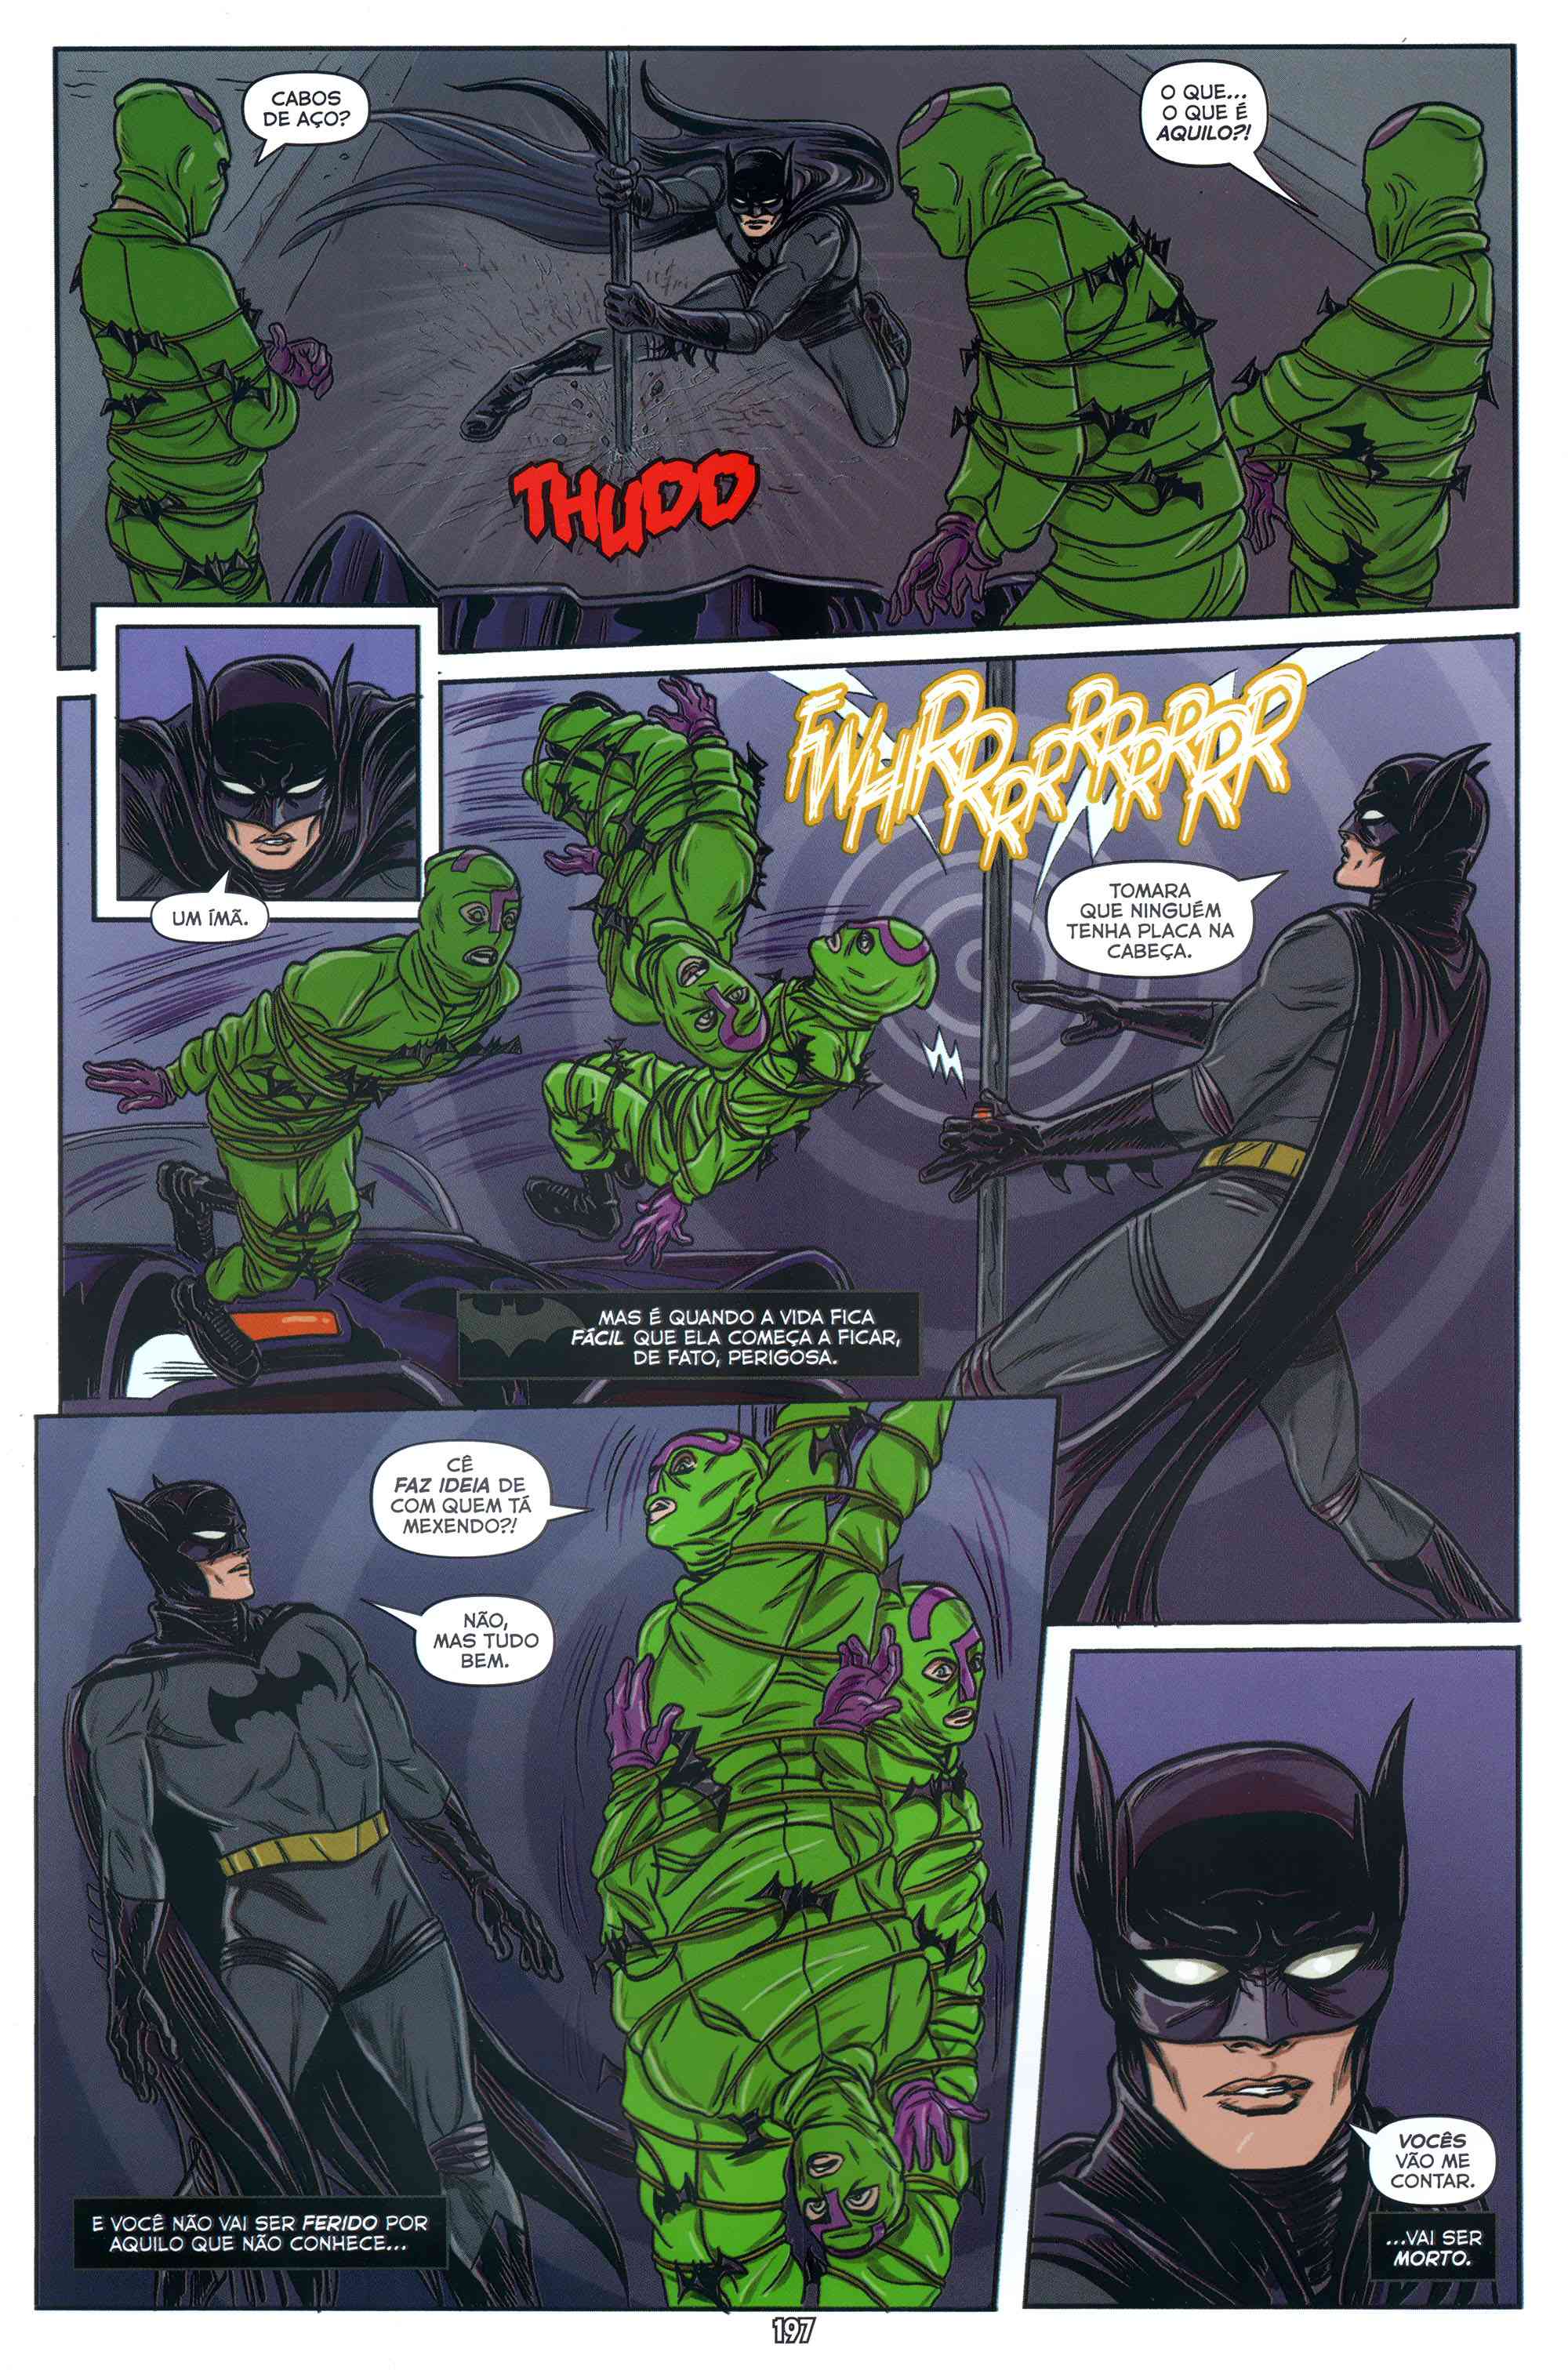 CABOS
DE AÇO?
O QUE...
O QUE É
AQUILO?!
THUDD
UM ÍMÃ.
FWHIRRRRRRRRRR
TOMARA
QUE NINGUÉM
TENHA PLACA NA
CABEÇA.
MAS É QUANDO A VIDA FICA
FÁCIL QUE ELA COMEÇA A FICAR,
DE FATO, PERIGOSA.
CÊ
FAZ IDEIA DE
COM QUEM TÁ
MEXENDO?!
NÃO,
MAS TUDO
BEM.
E VOCÊ NÃO VAI SER FERIDO POR
AQUILO QUE NÃO CONHECE...
VOCÊS
VÃO ME
CONTAR.
...VAI SER
MORTO.
197